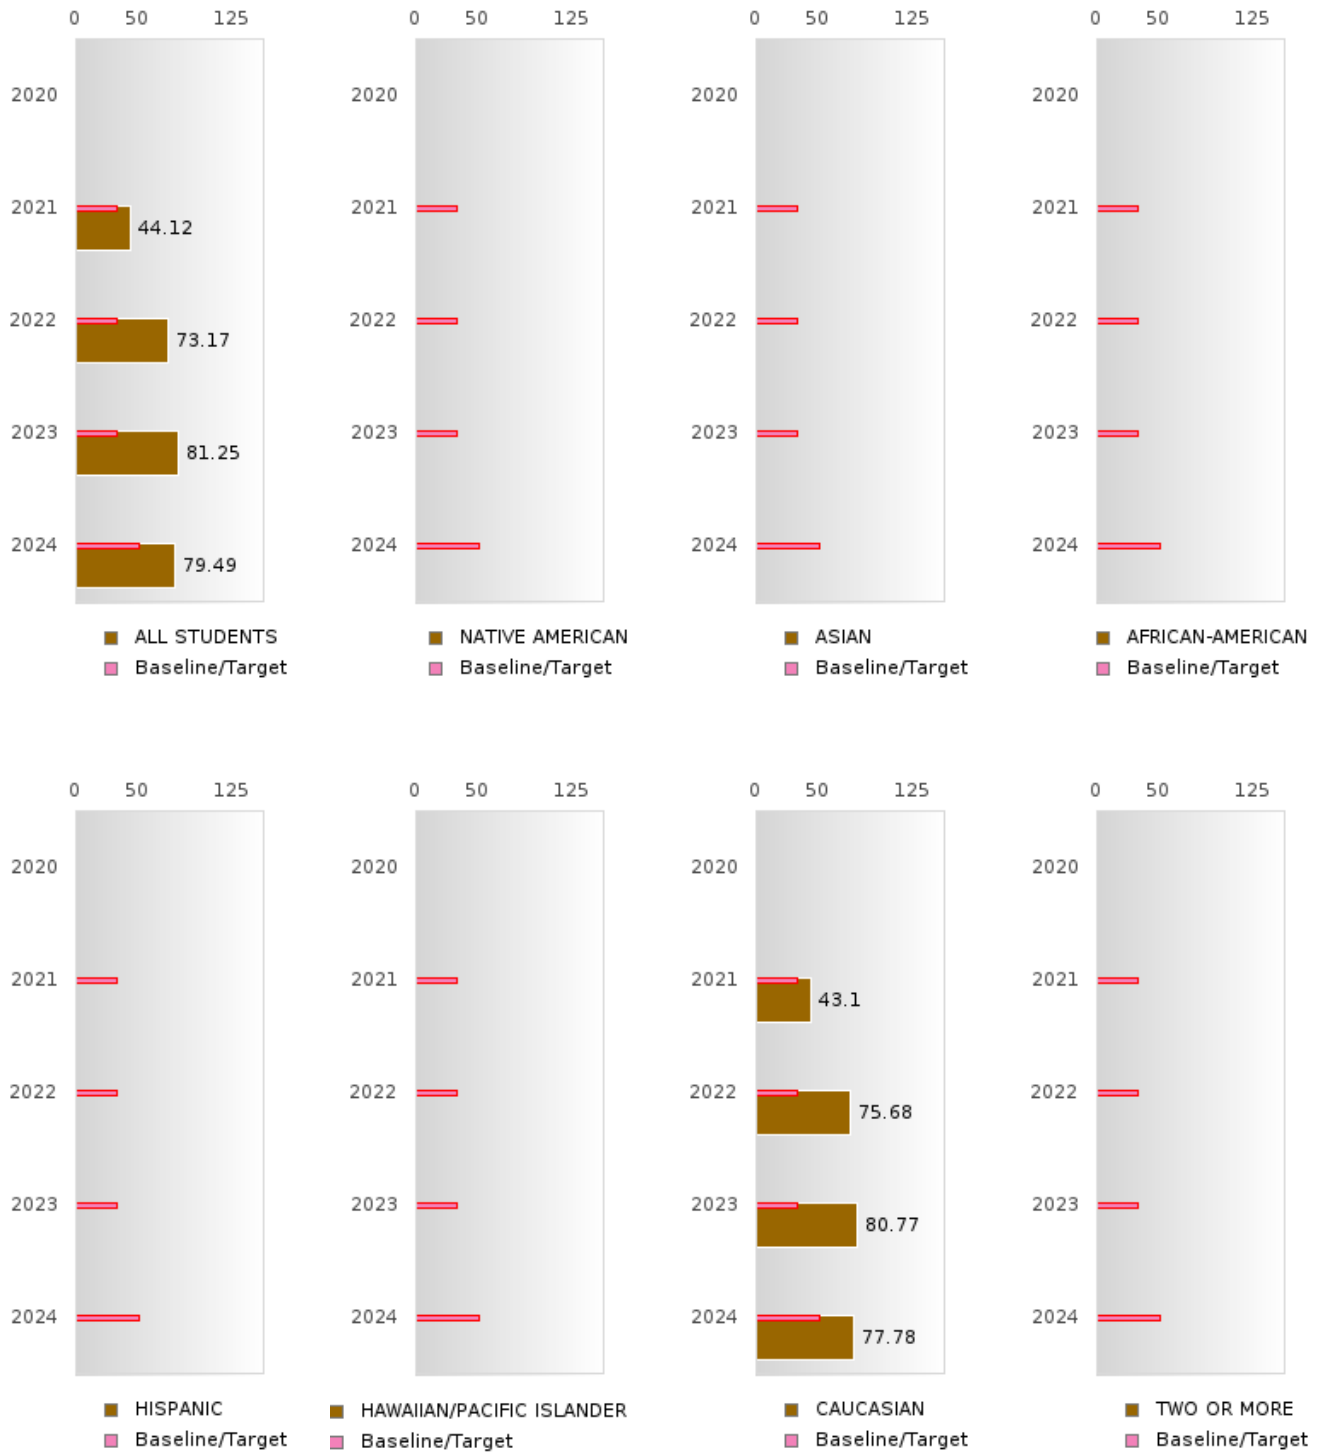 0 50 125 0 50 125 0 50 125 0 50 125
2020 2020 2020 2020
2021 44.12 2021 2021 2021
2022 73.17 2022 2022 2022
2023 81.25 2023 2023 2023
2024 79.49 2024 2024 2024
ALL STUDENTS NATIVE AMERICAN ASIAN AFRICAN-AMERICAN
Baseline/Target Baseline/Target Baseline/Target Baseline/Target
0 50 125 0 50 125 0 50 125 0 50 125
2020 2020 2020 2020
2021 2021 2021 43.1 2021
2022 2022 2022 75.68 2022
2023 2023 2023 80.77 2023
2024 2024 2024 77.78 2024
HISPANIC HAWAIIAN/PACIFIC ISLANDER CAUCASIAN TWO OR MORE
Baseline/Target Baseline/Target Baseline/Target Baseline/Target